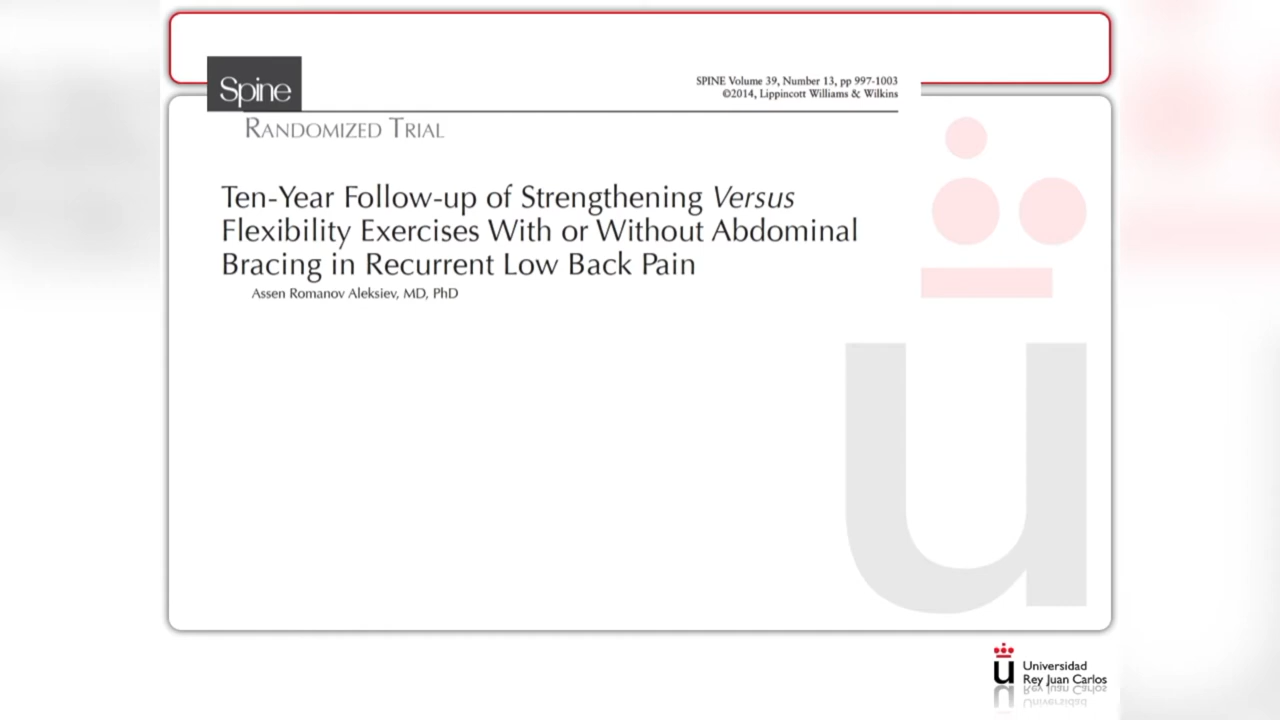 Spine
SPINE Volume 39, Number 13, pp 997-1003
©2014, Lippincott Williams & Wilkins
RANDOMIZED TRIAL
Ten-Year Follow-up of Strengthening Versus
Flexibility Exercises With or Without Abdominal
Bracing in Recurrent Low Back Pain
Assen Romanov Aleksiev, MD, PhD
u
Universidad
Rey Juan Carlos